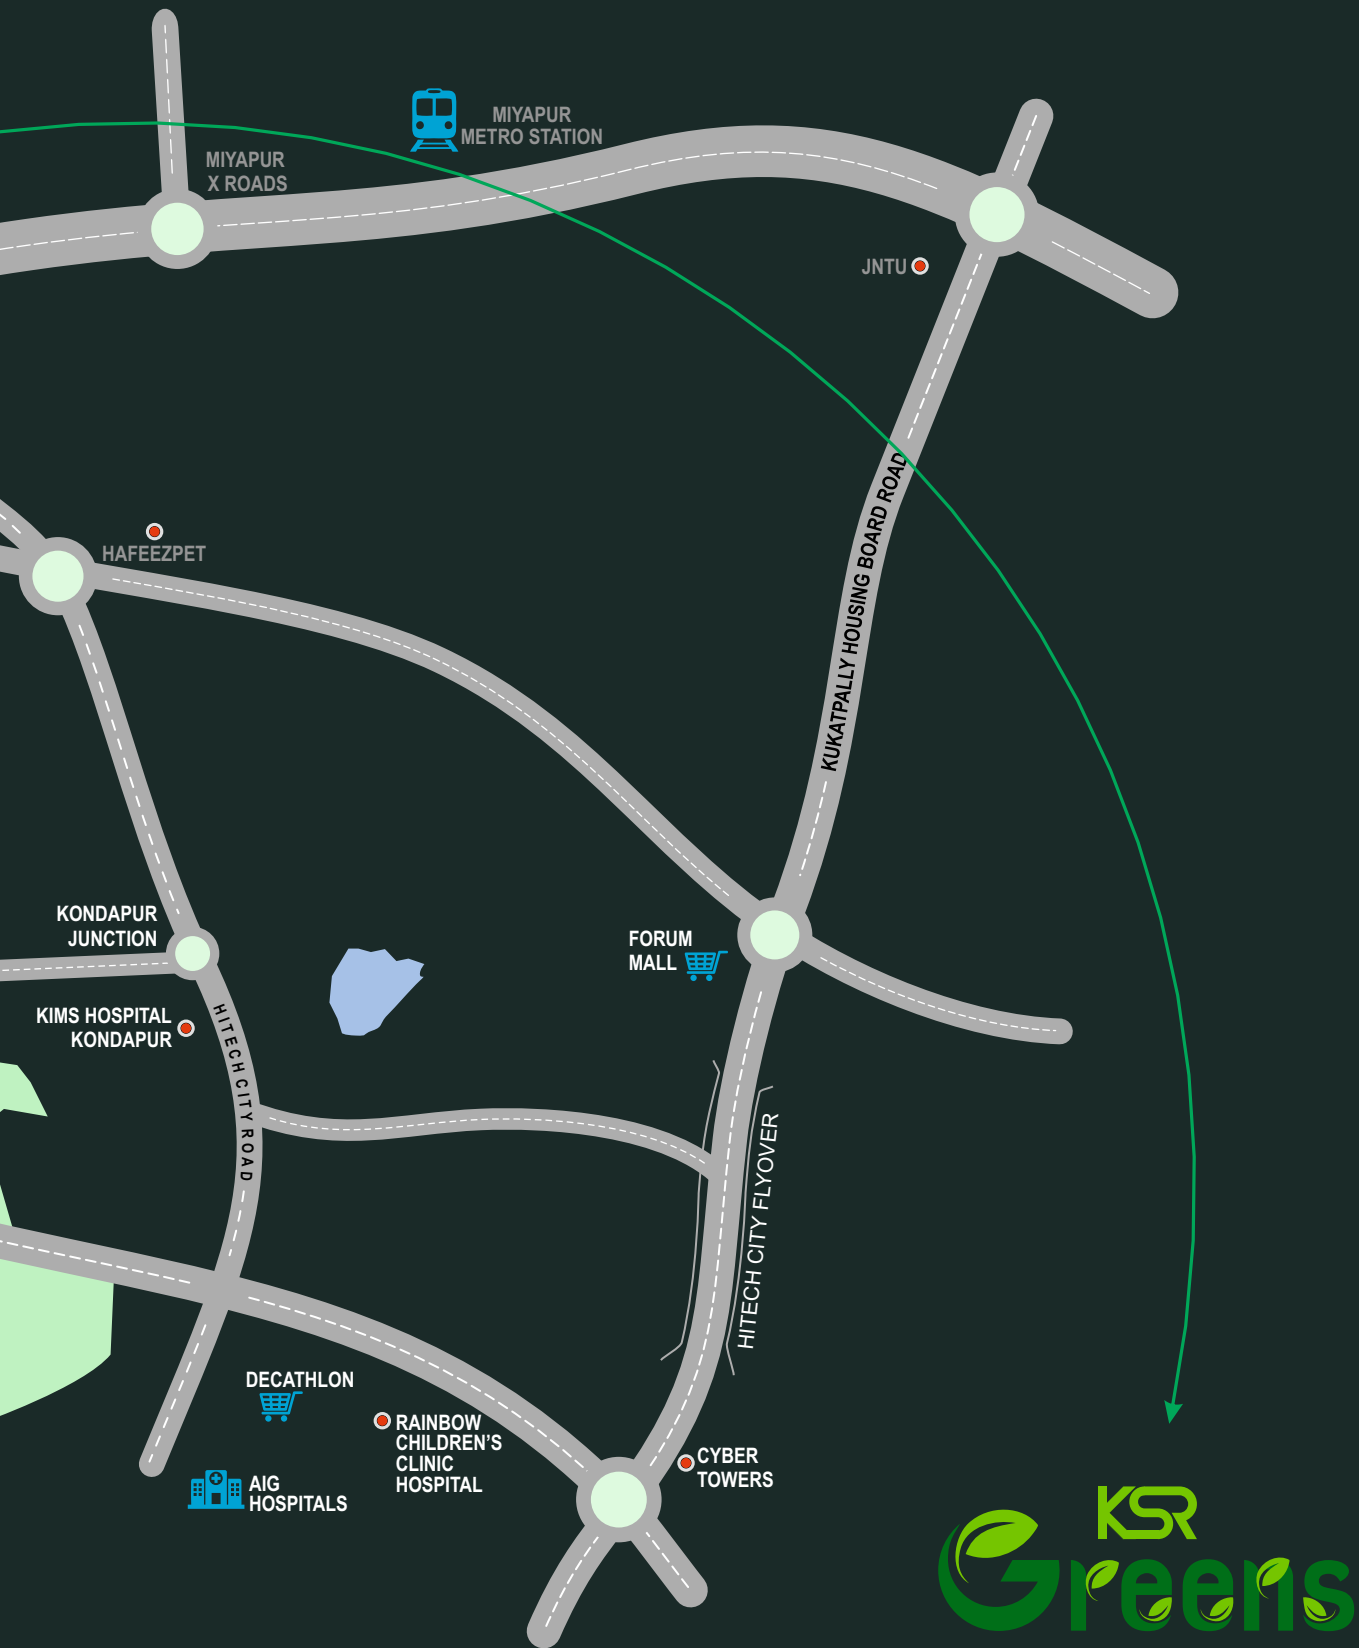 MIYAPUR
METRO STATION
MIYAPUR
X ROADS
JNTU
KUKATPALLY HOUSING BOARD ROAD
HAFEEZPET
KONDAPUR
JUNCTION
FORUM
MALL
KIMS HOSPITAL
KONDAPUR
HITECH CITY ROAD
HITECH CITY FLYOVER
DECATHLON
RAINBOW
CHILDREN'S
CLINIC
HOSPITAL
CYBER
TOWERS
AIG
HOSPITALS
KSR
Greens